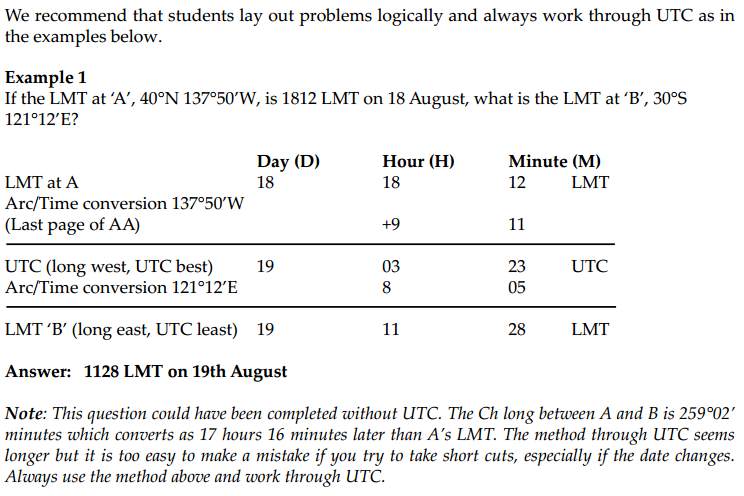 We recommend that students lay out problems logically and always work through UTC as in
the examples below.
Example 1
If the LMT at ‘A’, 40°N 137°50’W, is 1812 LMT on 18 August, what is the LMT at ‘B’, 30°S
121°12’E?
Day (D) Hour (H) Minute (M)
LMT at A 18 18 12 LMT
Arc/Time conversion 137°50’W
(Last page of AA) +9 11
UTC (long west, UTC best) 19 03 23 UTC
Arc/Time conversion 121°12’E 8 05
LMT ‘B’ (long east, UTC least) 19 11 28 LMT
Answer: 1128 LMT on 19th August
Note: This question could have been completed without UTC. The Ch long between A and B is 259°02’
minutes which converts as 17 hours 16 minutes later than A’s LMT. The method through UTC seems
longer but it is too easy to make a mistake if you try to take short cuts, especially if the date changes.
Always use the method above and work through UTC.